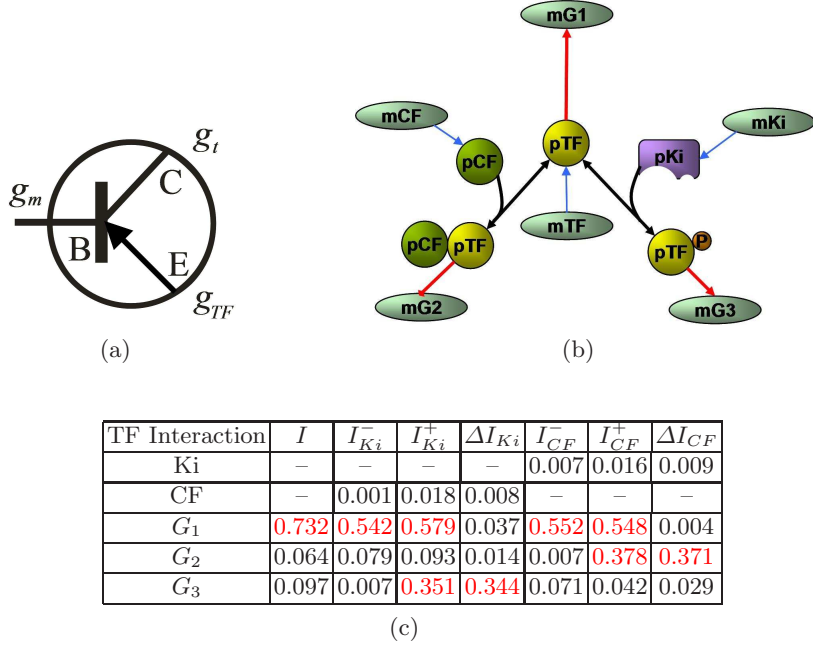 g_t
g_m
C
B
E
g_TF
(a)
mG1
mCF
mKi
pTF
pCF
pKi
mTF
pCF pTF
pTF P
mG2
mG3
(b)
TF Interaction I I_Ki^- I_Ki^+ ΔI_Ki I_CF^- I_CF^+ ΔI_CF
Ki – – – – 0.007 0.016 0.009
CF – 0.001 0.018 0.008 – – –
G_1 0.732 0.542 0.579 0.037 0.552 0.548 0.004
G_2 0.064 0.079 0.093 0.014 0.007 0.378 0.371
G_3 0.097 0.007 0.351 0.344 0.071 0.042 0.029
(c)